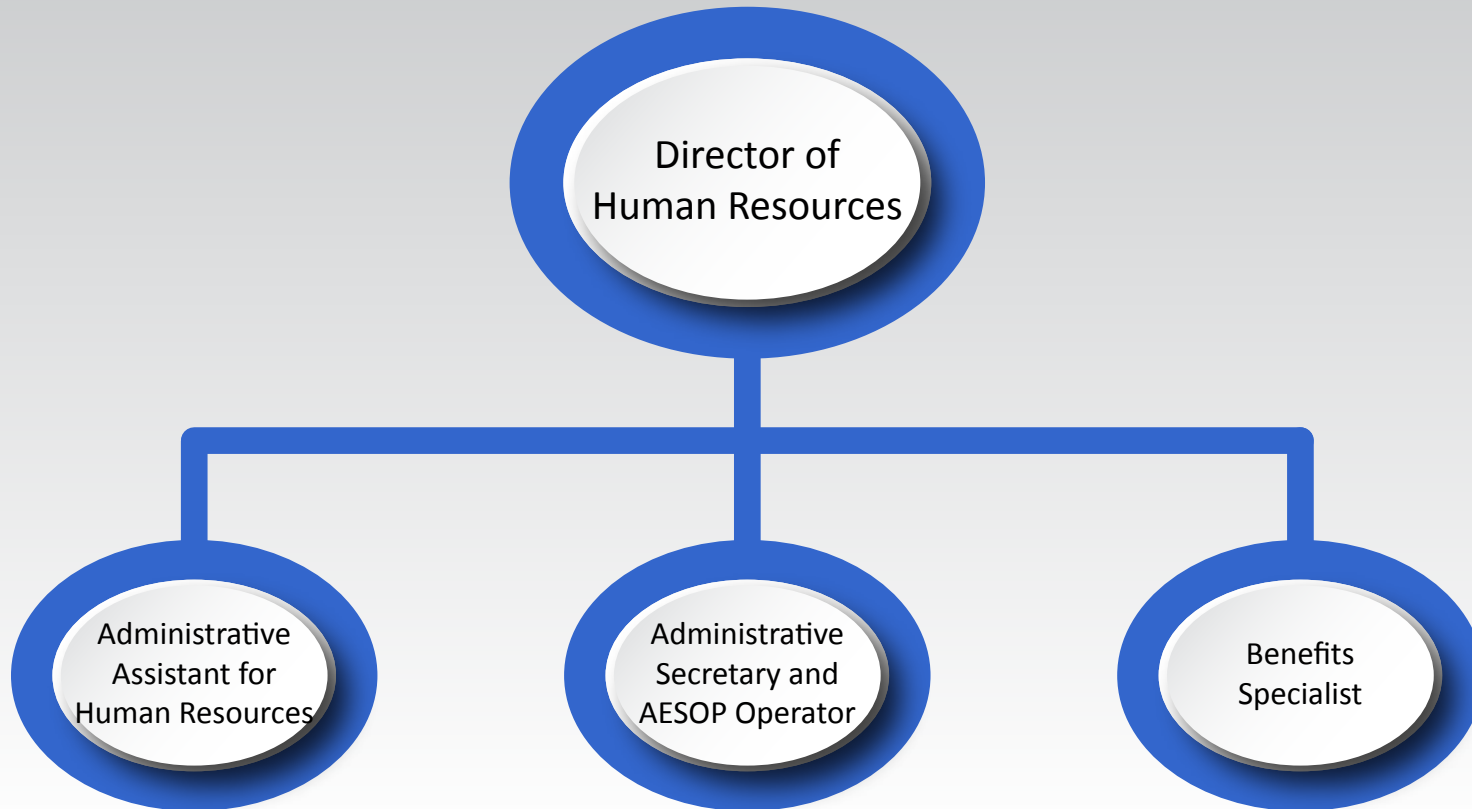 Director of
Human Resources
Administrative
Assistant for
Human Resources
Administrative
Secretary and
AESOP Operator
Benefits
Specialist